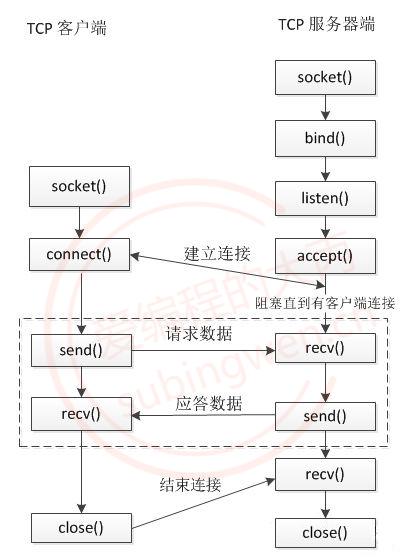 TCP 客户端
TCP 服务器端
socket()
bind()
socket()
listen()
connect()
建立连接
accept()
阻塞直到有客户端连接
send()
请求数据
recv()
recv()
应答数据
send()
结束连接
recv()
close()
close()
爱编程的大丙
subingwen.cn